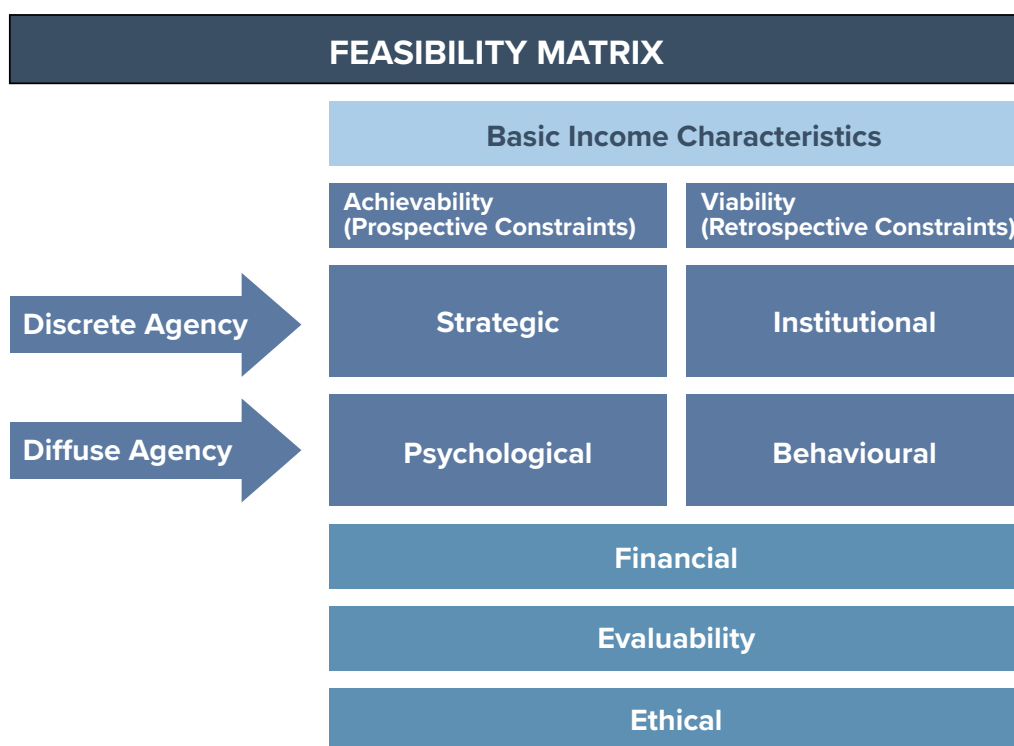 FEASIBILITY MATRIX
Basic Income Characteristics
Achievability
(Prospective Constraints)
Viability
(Retrospective Constraints)
Discrete Agency
Strategic
Institutional
Diffuse Agency
Psychological
Behavioural
Financial
Evaluability
Ethical